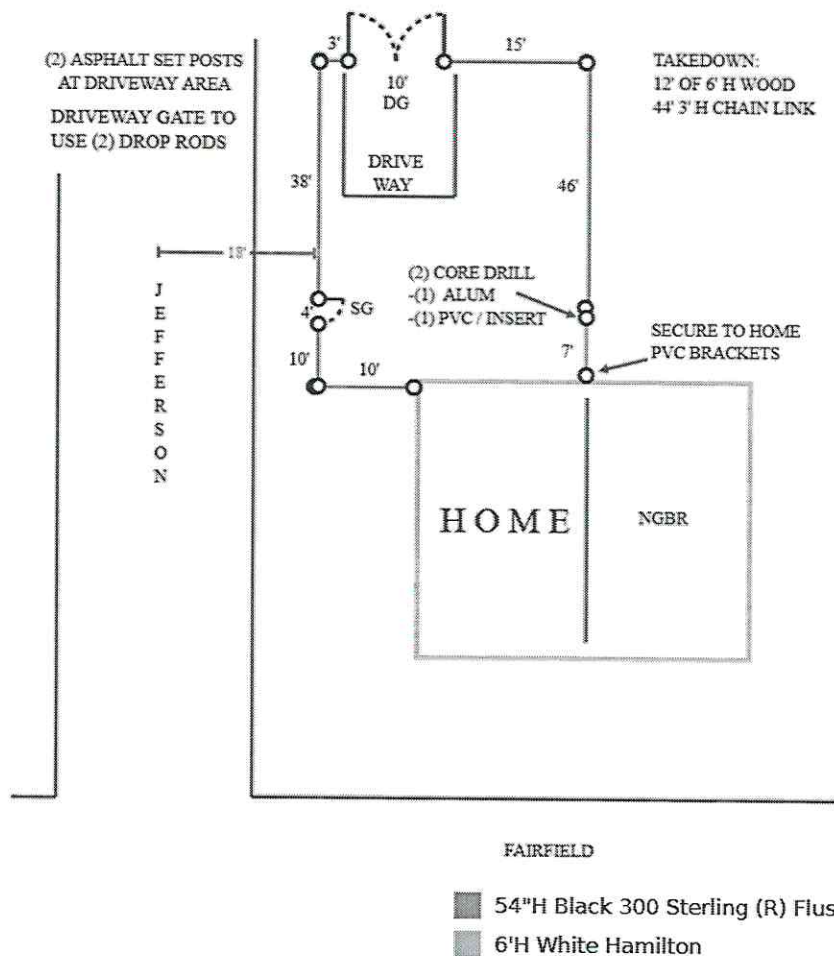 (2) ASPHALT SET POSTS
AT DRIVEWAY AREA
DRIVEWAY GATE TO
USE (2) DROP RODS
3'
15'
10'
DG
TAKEDOWN:
12' OF 6' H WOOD
44' 3' H CHAIN LINK
DRIVE
WAY
38'
46'
18'
(2) CORE DRILL
-(1) ALUM
-(1) PVC / INSERT
4'
SG
SECURE TO HOME
PVC BRACKETS
7'
10'
10'
JEFFERSON
HOME
NGBR
FAIRFIELD
54"H Black 300 Sterling (R) Flus
6'H White Hamilton